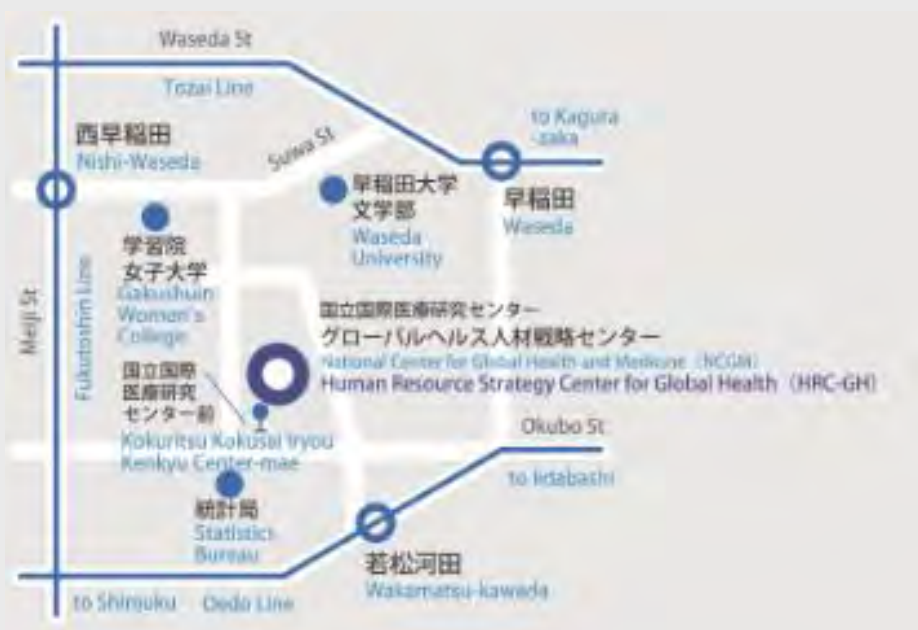 Waseda St
Tozai Line
to Kagura
-zaka
西早稲田
Nishi-Waseda
Suwa St
早稲田大学
文学部
Waseda
University
早稲田
Waseda
学習院
女子大学
Gakushuin
Women's
College
Meiji St
Fukutoshin Line
国立国際医療研究センター
グローバルヘルス人材戦略センター
National Center for Global Health and Medicine (NCGM)
Human Resource Strategy Center for Global Health (HRC-GH)
国立国際
医療研究
センター前
Kokuritsu Kokusai Iryou
Kenkyu Center-mae
Okubo St
to Iidabashi
統計局
Statistics
Bureau
若松河田
Wakamatsu-kawada
to Shinjuku
Oedo Line